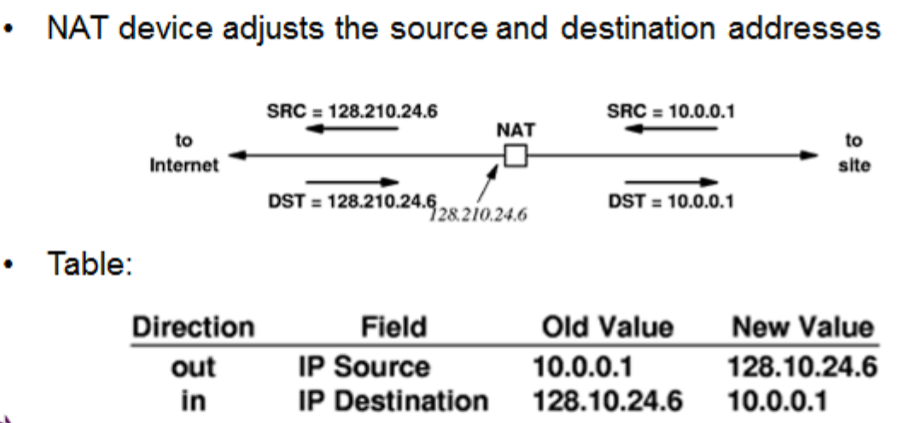 • NAT device adjusts the source and destination addresses
SRC = 128.210.24.6
SRC = 10.0.0.1
NAT
to
Internet
to
site
DST = 128.210.24.6
DST = 10.0.0.1
128.210.24.6
• Table:
Direction Field Old Value New Value
out IP Source 10.0.0.1 128.10.24.6
in IP Destination 128.10.24.6 10.0.0.1